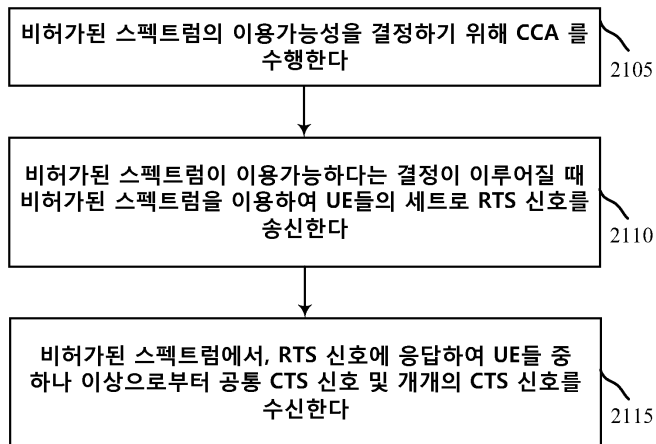 비허가된 스펙트럼의 이용가능성을 결정하기 위해 CCA 를
수행한다
2105
비허가된 스펙트럼이 이용가능하다는 결정이 이루어질 때
비허가된 스펙트럼을 이용하여 UE들의 세트로 RTS 신호를
송신한다
2110
비허가된 스펙트럼에서, RTS 신호에 응답하여 UE들 중
하나 이상으로부터 공통 CTS 신호 및 개개의 CTS 신호를
수신한다
2115